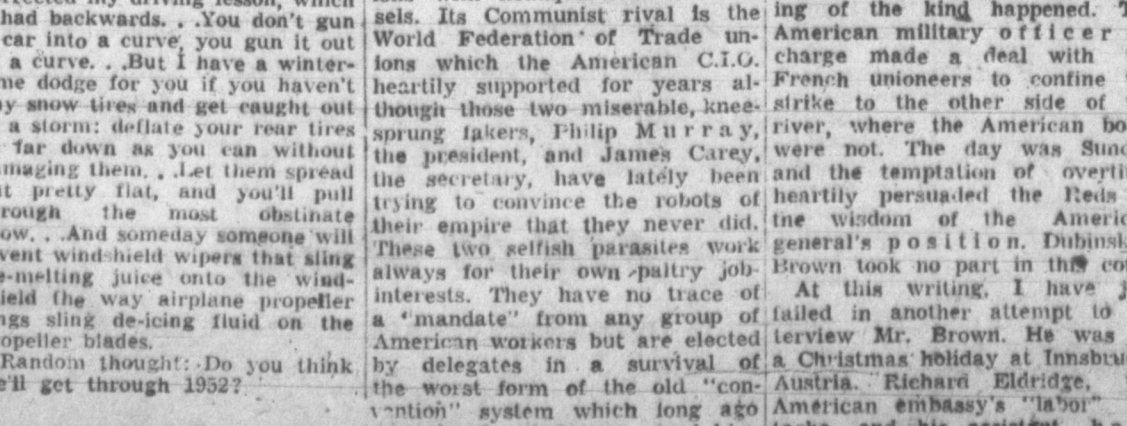 had backwards. . .You don't gun
car into a curve, you gun it out
a curve. . .But I have a winter-
me dodge for you if you haven't
y snow tires and get caught out
a storm: deflate your rear tires
far down as you can without
maging them. . .Let them spread
t pretty flat, and you'll pull
rough the most obstinate
ow. . .And someday someone will
vent windshield wipers that sling
e-melting juice onto the wind-
ield the way airplane propeller
ngs sling de-icing fluid on the
opeller blades.
Random thought: Do you think
e'll get through 1952?
sels. Its Communist rival is the
World Federation of Trade un-
ions which the American C.I.O.
heartily supported for years al-
though those two miserable, knee-
sprung fakers, Philip Murray,
the president, and James Carey,
the secretary, have lately been
trying to convince the robots of
their empire that they never did.
These two selfish parasites work
always for their own paltry job-
interests. They have no trace of
a "mandate" from any group of
American workers but are elected
by delegates in a survival of
the worst form of the old "con-
vention" system which long ago
ing of the kind happened.
American military officer
charge made a deal with
French unioneers to confine
strike to the other side of
river, where the American bo
were not. The day was Sund
and the temptation of overti
heartily persuaded the Reds
tne wisdom of the Americ
general's position. Dubinsk
Brown took no part in this co
At this writing, I have j
failed in another attempt to
terview Mr. Brown. He was
a Christmas holiday at Innsbru
Austria. Richard Eldridge,
American embassy's "labor"